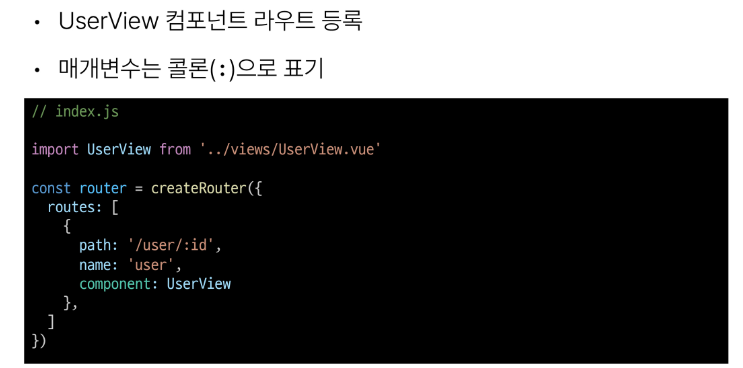 • UserView 컴포넌트 라우트 등록
• 매개변수는 콜론(:)으로 표기
// index.js
import UserView from '../views/UserView.vue'
const router = createRouter({
  routes: [
    {
      path: '/user/:id',
      name: 'user',
      component: UserView
    },
  ]
})